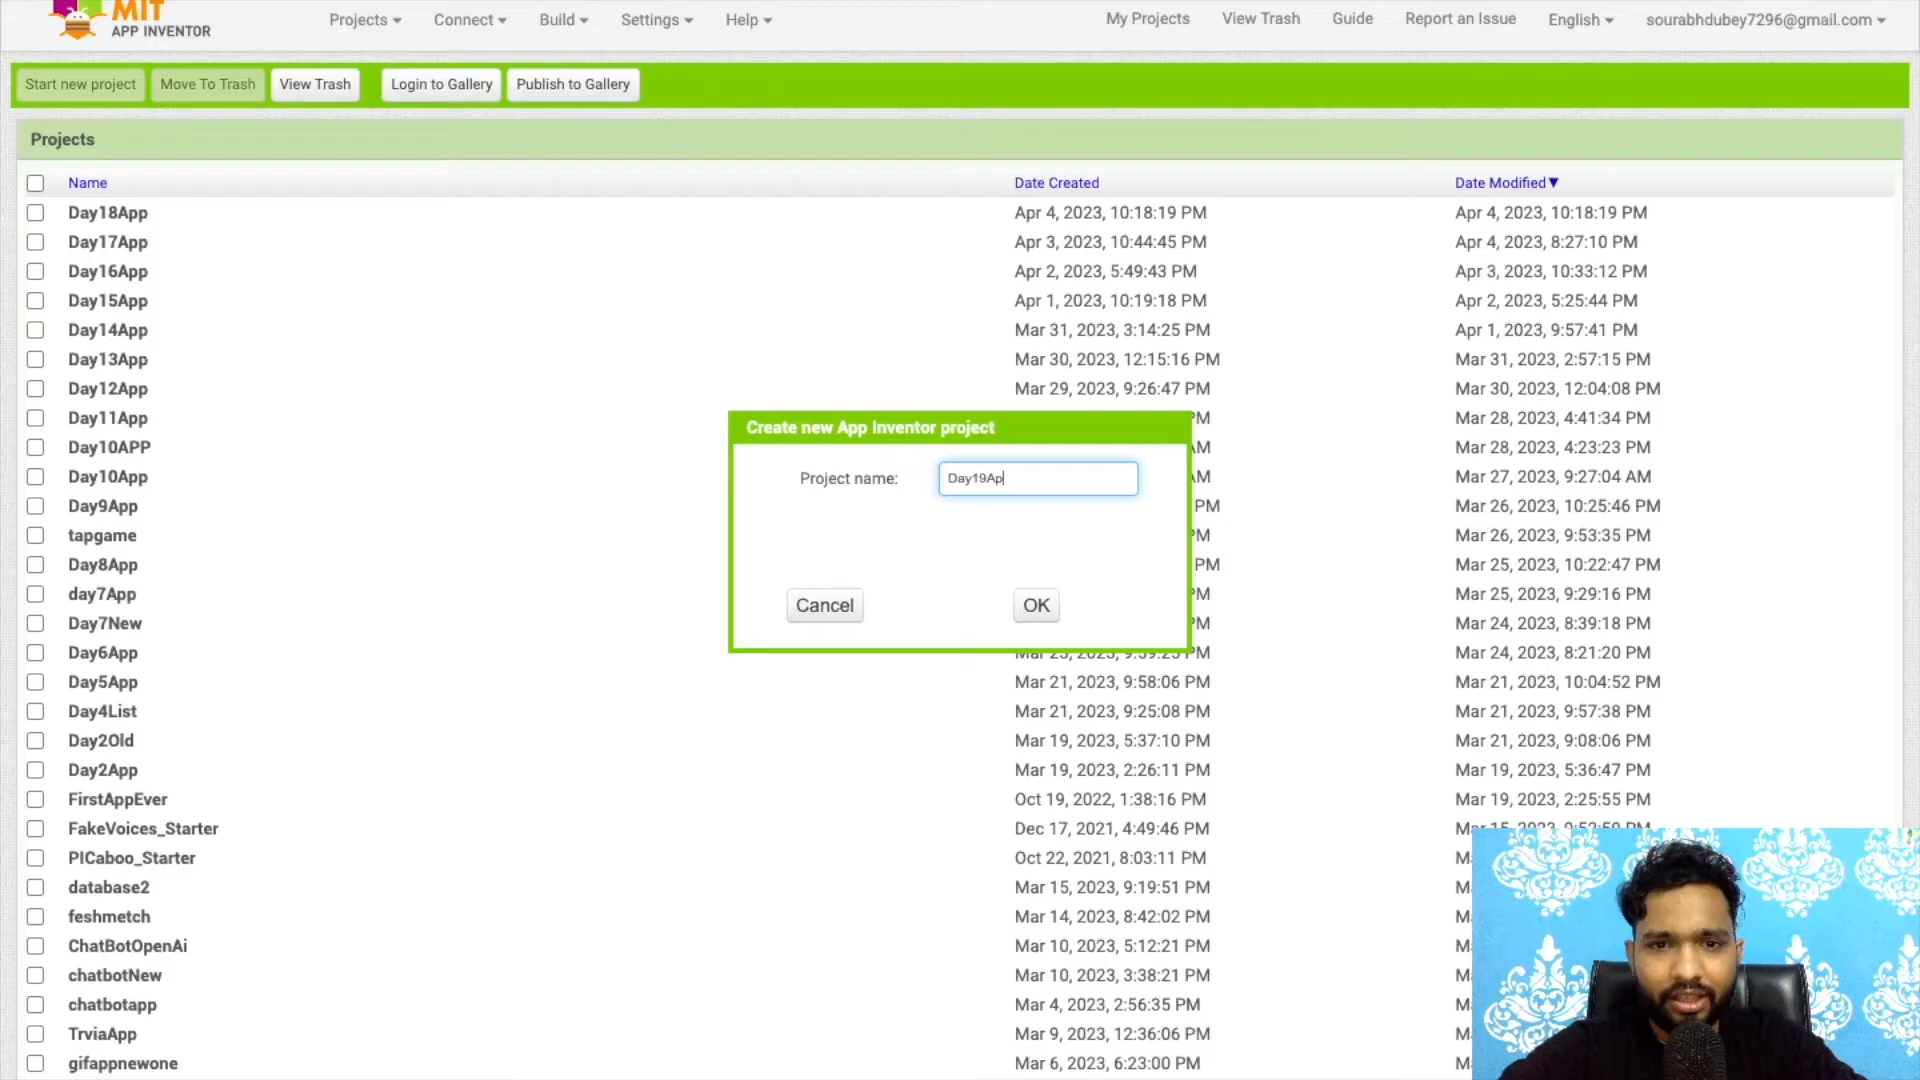 MIT
APP INVENTOR
Projects Connect Build Settings Help My Projects View Trash Guide Report an Issue English sourabhdubey7296@gmail.com
Start new project Move To Trash View Trash Login to Gallery Publish to Gallery
Projects
Name Date Created Date Modified▼
Day18App Apr 4, 2023, 10:18:19 PM Apr 4, 2023, 10:18:19 PM
Day17App Apr 3, 2023, 10:44:45 PM Apr 4, 2023, 8:27:10 PM
Day16App Apr 2, 2023, 5:49:43 PM Apr 3, 2023, 10:33:12 PM
Day15App Apr 1, 2023, 10:19:18 PM Apr 2, 2023, 5:25:44 PM
Day14App Mar 31, 2023, 3:14:25 PM Apr 1, 2023, 9:57:41 PM
Day13App Mar 30, 2023, 12:15:16 PM Mar 31, 2023, 2:57:15 PM
Day12App Mar 29, 2023, 9:26:47 PM Mar 30, 2023, 12:04:08 PM
Day11App Mar 28, 2023, 4:41:34 PM
Create new App Inventor project
Day10APP Mar 28, 2023, 4:23:23 PM
Day10App Mar 27, 2023, 9:27:04 AM
Project name: Day19Ap
Day9App PM Mar 26, 2023, 10:25:46 PM
tapgame Mar 26, 2023, 9:53:35 PM
Day8App PM Mar 25, 2023, 10:22:47 PM
day7App Mar 25, 2023, 9:29:16 PM
Cancel OK
Day7New Mar 24, 2023, 8:39:18 PM
Day6App PM Mar 24, 2023, 8:21:20 PM
Day5App Mar 21, 2023, 9:58:06 PM Mar 21, 2023, 10:04:52 PM
Day4List Mar 21, 2023, 9:25:08 PM Mar 21, 2023, 9:57:38 PM
Day2Old Mar 19, 2023, 5:37:10 PM Mar 21, 2023, 9:08:06 PM
Day2App Mar 19, 2023, 2:26:11 PM Mar 19, 2023, 5:36:47 PM
FirstAppEver Oct 19, 2022, 1:38:16 PM Mar 19, 2023, 2:25:55 PM
FakeVoices_Starter Dec 17, 2021, 4:49:46 PM
PICaboo_Starter Oct 22, 2021, 8:03:11 PM
database2 Mar 15, 2023, 9:19:51 PM
feshmetch Mar 14, 2023, 8:42:02 PM
ChatBotOpenAi Mar 10, 2023, 5:12:21 PM
chatbotNew Mar 10, 2023, 3:38:21 PM
chatbotapp Mar 4, 2023, 2:56:35 PM
TrviaApp Mar 9, 2023, 12:36:06 PM
gifappnewone Mar 6, 2023, 6:23:00 PM